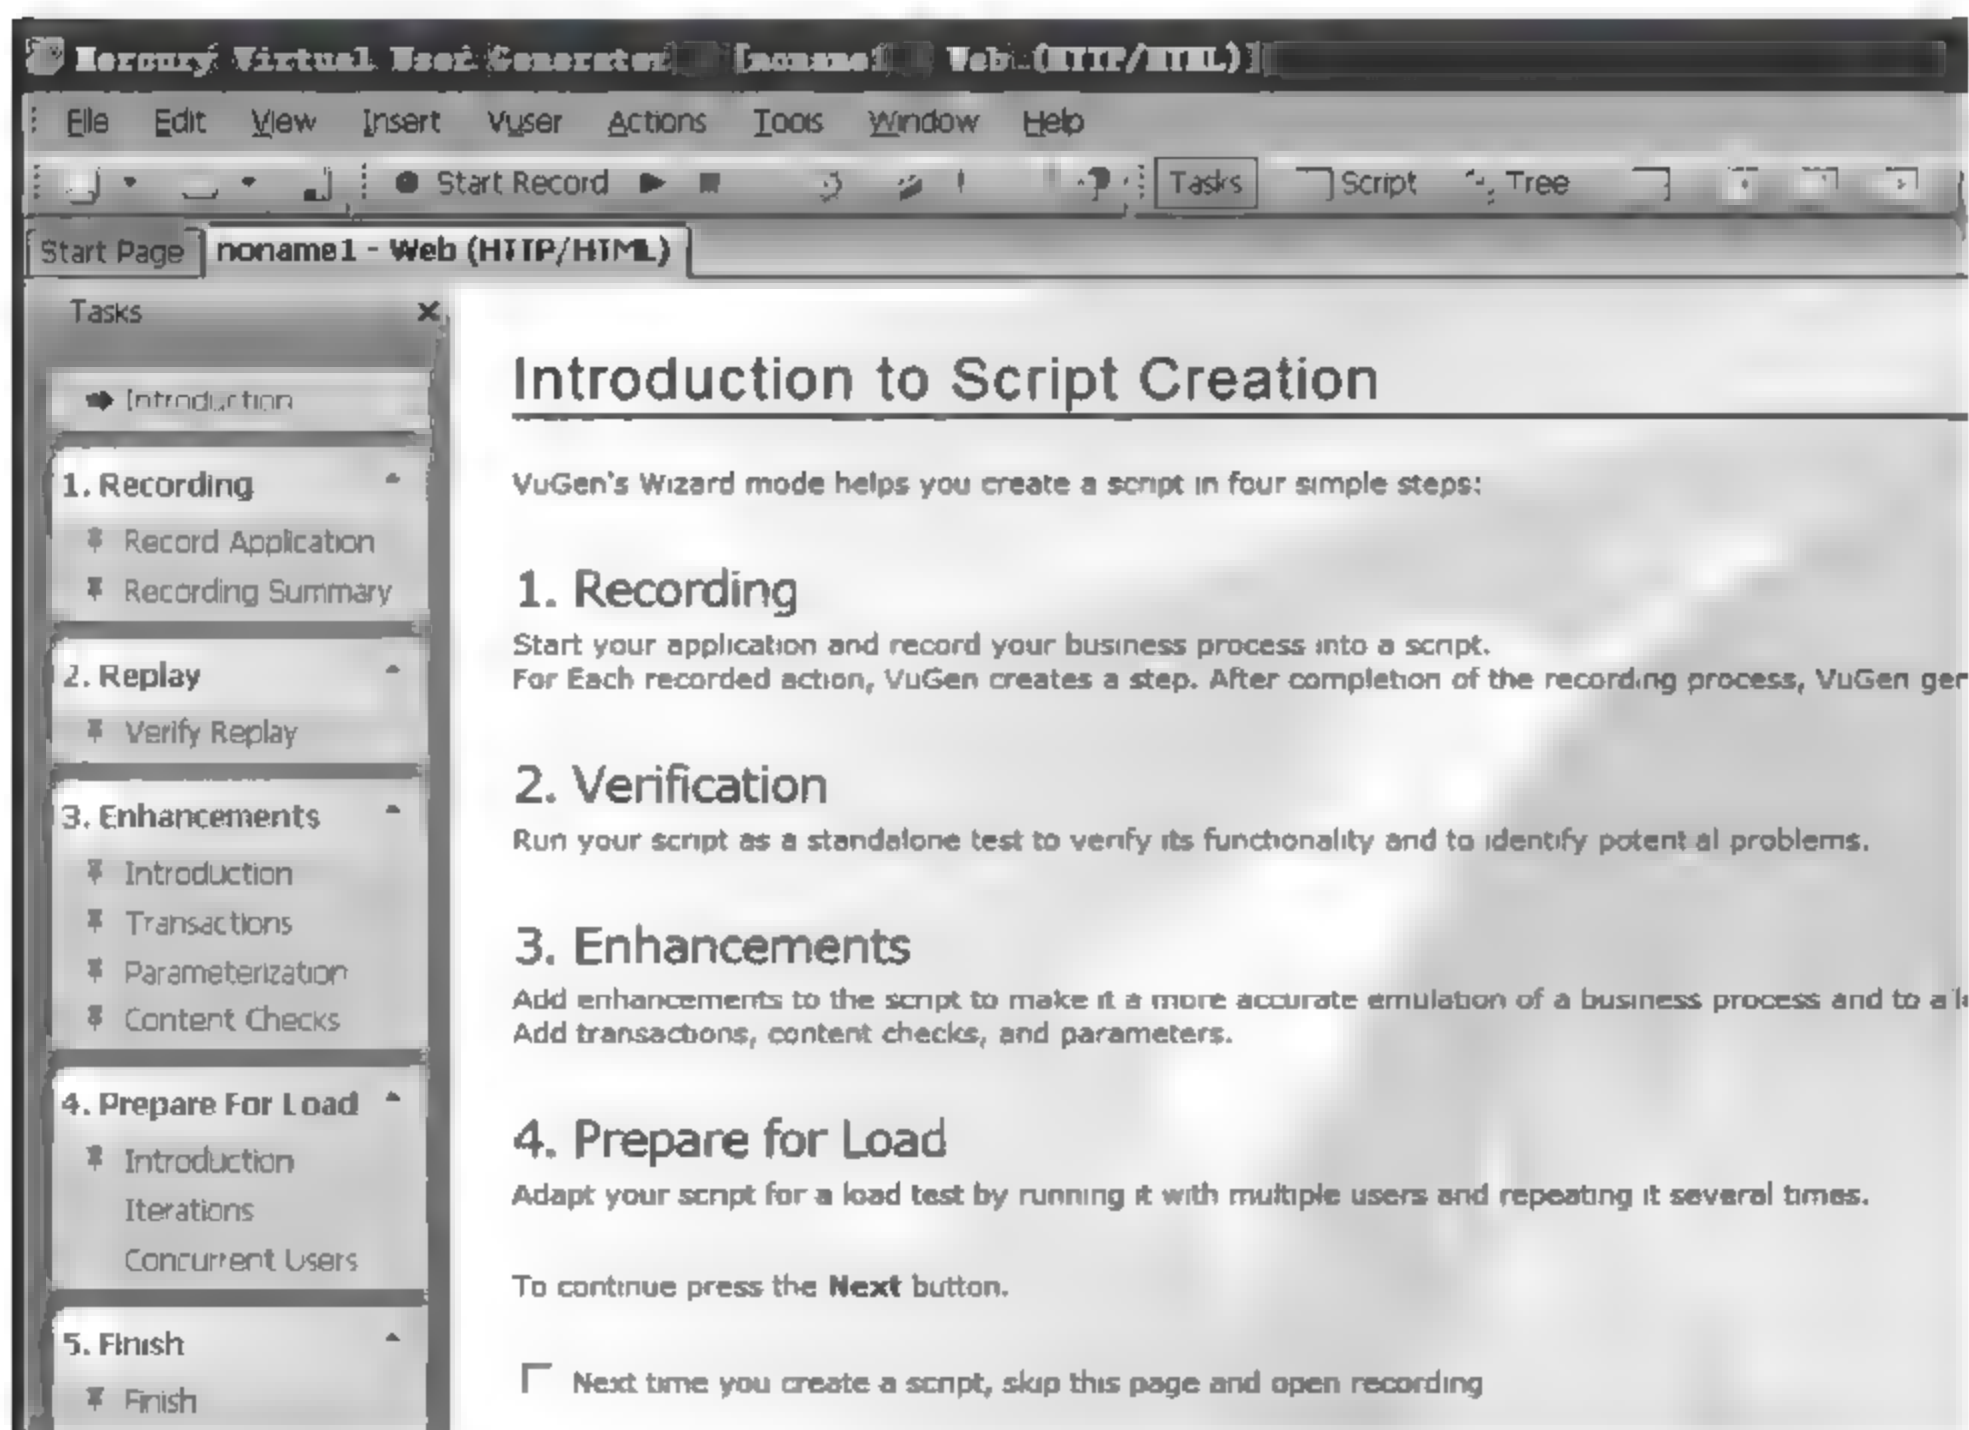 Mercury Virtual User Generator [noname1 Web (HTTP/HTML)]
File Edit View Insert Vuser Actions Tools Window Help
Start Record Tasks Script Tree
Start Page noname1 - Web (HTTP/HTML)
Tasks
Introduction
1. Recording
Record Application
Recording Summary
2. Replay
Verify Replay
3. Enhancements
Introduction
Transactions
Parameterization
Content Checks
4. Prepare For Load
Introduction
Iterations
Concurrent Users
5. Finish
Finish
Introduction to Script Creation
VuGen's Wizard mode helps you create a script in four simple steps:
1. Recording
Start your application and record your business process into a script.
For Each recorded action, VuGen creates a step. After completion of the recording process, VuGen ger
2. Verification
Run your script as a standalone test to verify its functionality and to identify potential problems.
3. Enhancements
Add enhancements to the script to make it a more accurate emulation of a business process and to a
Add transactions, content checks, and parameters.
4. Prepare for Load
Adapt your script for a load test by running it with multiple users and repeating it several times.
To continue press the Next button.
Next time you create a script, skip this page and open recording